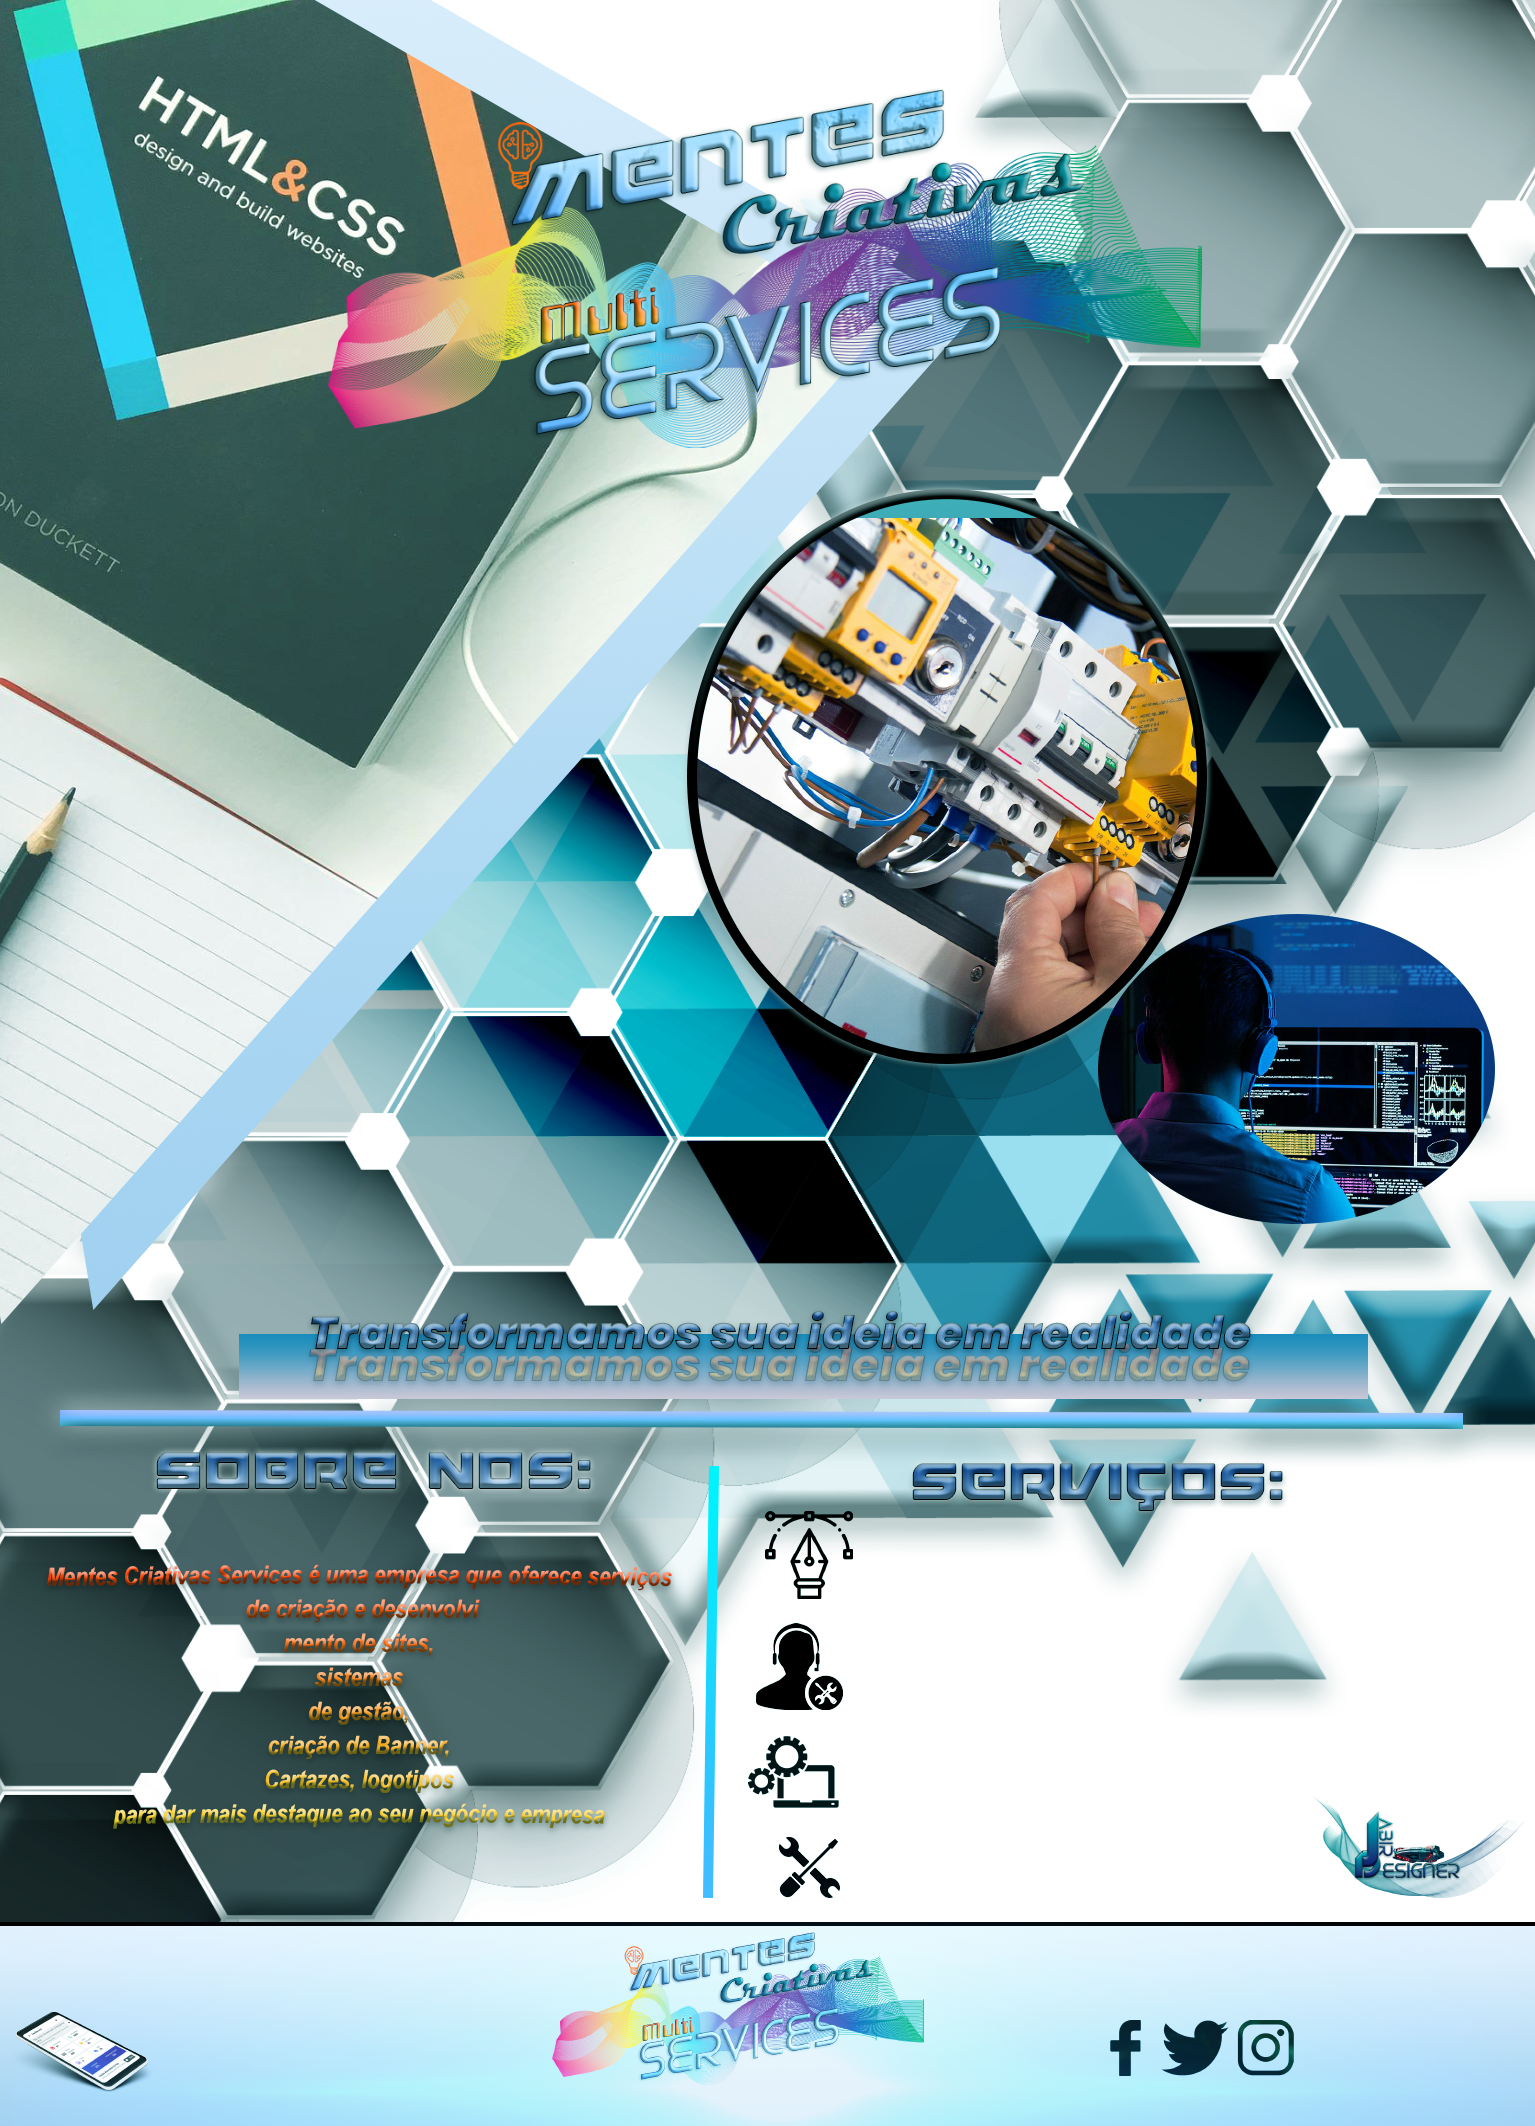 HTML&CSS
design and build websites
ON DUCKETT
MENTES
Criativas
Multi
SERVICES
Transformamos sua ideia em realidade
Transformamos sua ideia em realidade
SOBRE NOS:
Mentes Criativas Services é uma empresa que oferece serviços
de criação e desenvolvi
mento de sites,
sistemas
de gestão,
criação de Banner,
Cartazes, logotipos
para dar mais destaque ao seu negócio e empresa
SERVIÇOS:
JABIR
DESIGNER
MENTES
Criativas
Multi
SERVICES